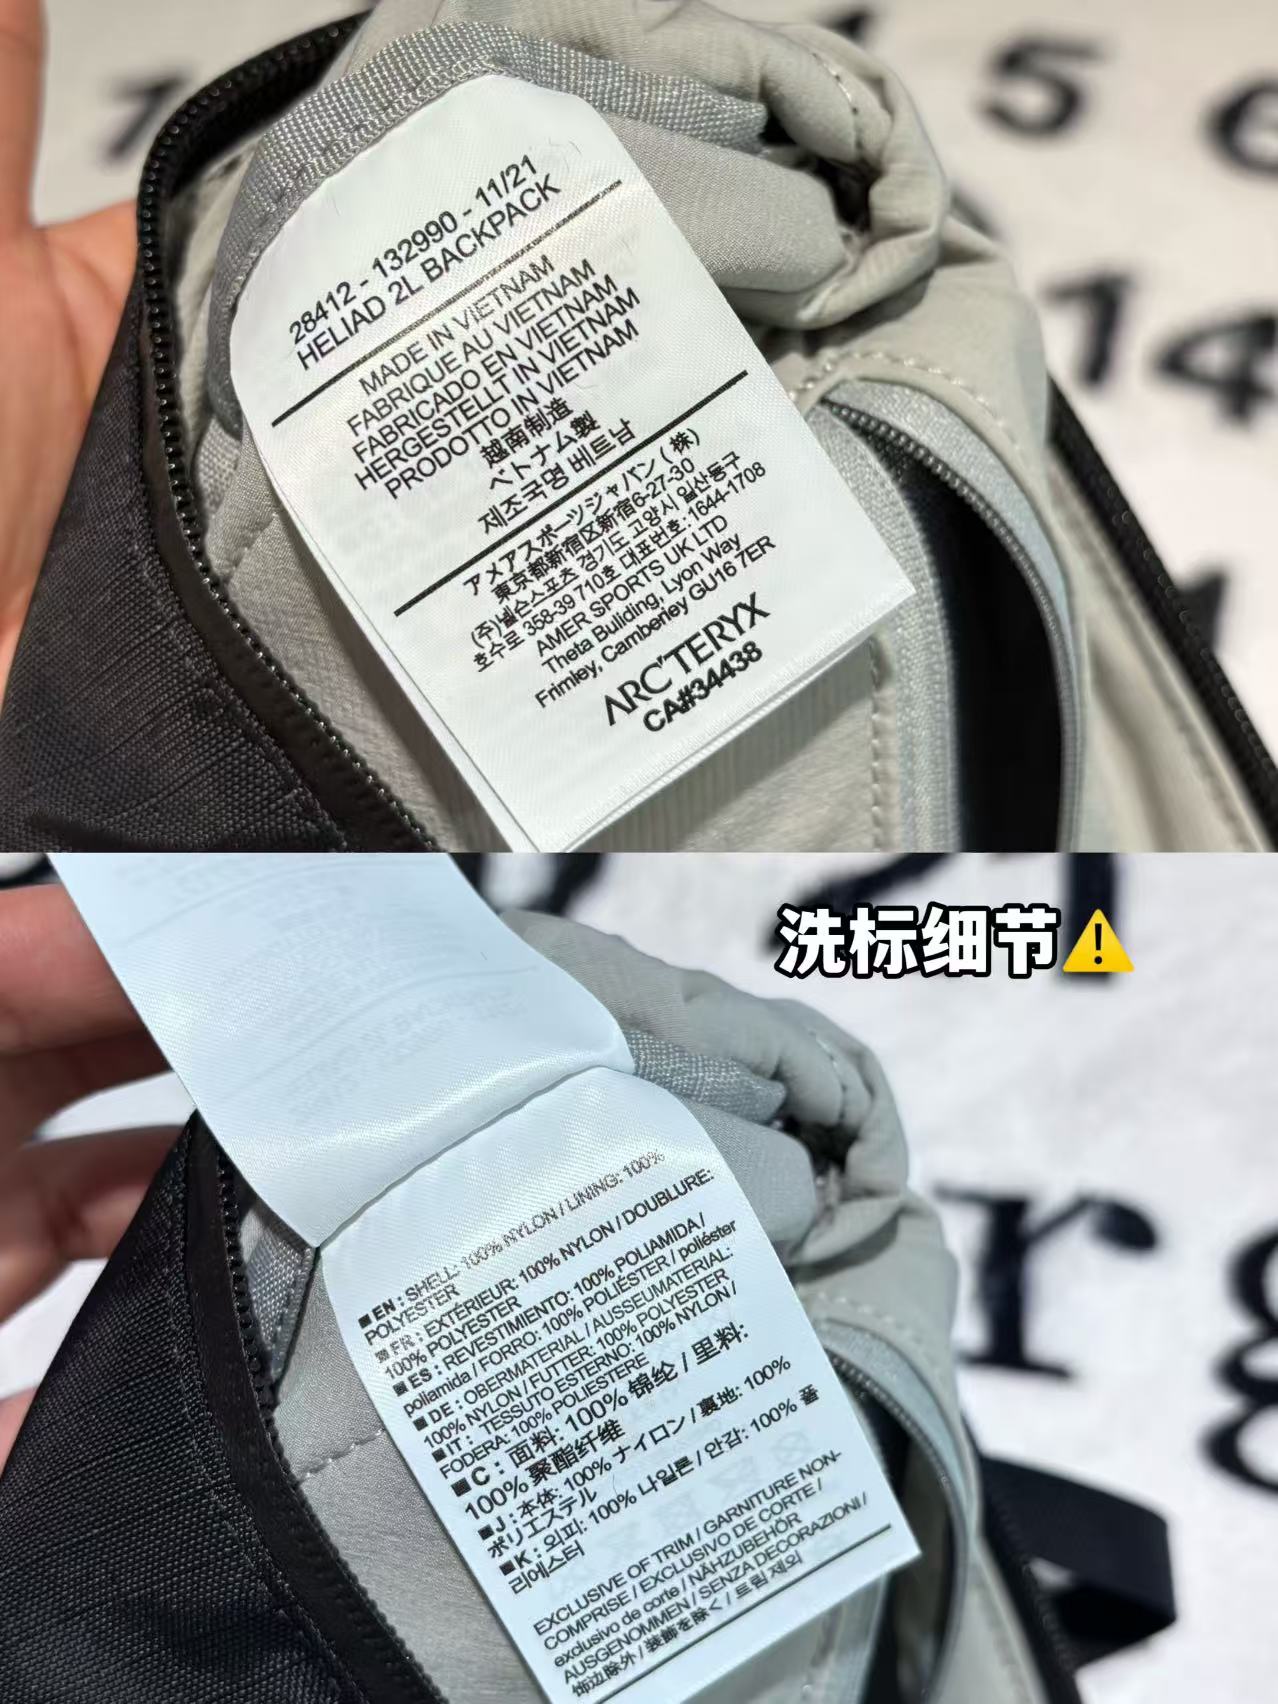 5
6
14
28412 - 132990 - 11/21
HELIAD 2L BACKPACK
MADE IN VIETNAM
FABRIQUE AU VIETNAM
FABRICADO EN VIETNAM
HERGESTELLT IN VIETNAM
PRODOTTO IN VIETNAM
越南制造
ベトナム製
제조국명 베트남
アメアスポーツジャパン（株）
東京都新宿区新宿6-27-30
(주)넬슨스포츠 경기도 고양시 일산동구
호수로 358-39 710호 대표번호:1644-1708
AMER SPORTS UK LTD
Theta Buliding, Lyon Way
Frimley, Camberley GU16 7ER
ARC'TERYX
CA#34438
洗标细节⚠️
■EN : SHELL: 100% NYLON / LINING: 100%
POLYESTER
■FR : EXTÉRIEUR: 100% NYLON / DOUBLURE:
100% POLYESTER
■ES : REVESTIMIENTO: 100% POLIAMIDA /
poliamida / FORRO: 100% POLIÉSTER / poliéster
■DE : OBERMATERIAL / AUSSEUMATERIAL:
100% NYLON / FUTTER: 100% POLYESTER
■IT : TESSUTO ESTERNO: 100% NYLON /
FODERA: 100% POLIESTERE
■C : 面料: 100% 锦纶 / 里料:
100% 聚酯纤维
■J : 本体: 100% ナイロン / 裏地: 100%
ポリエステル
■K : 외피: 100% 나일론 / 안감: 100% 폴
리에스터
EXCLUSIVE OF TRIM / GARNITURE NON-
COMPRISE / EXCLUSIVO DE CORTE /
exclusivo de corte / NÄHZUBEHÖR
AUSGENOMMEN / SENZA DECORAZIONI /
饰边除外 / 装飾を除く / 트림 제외
rg